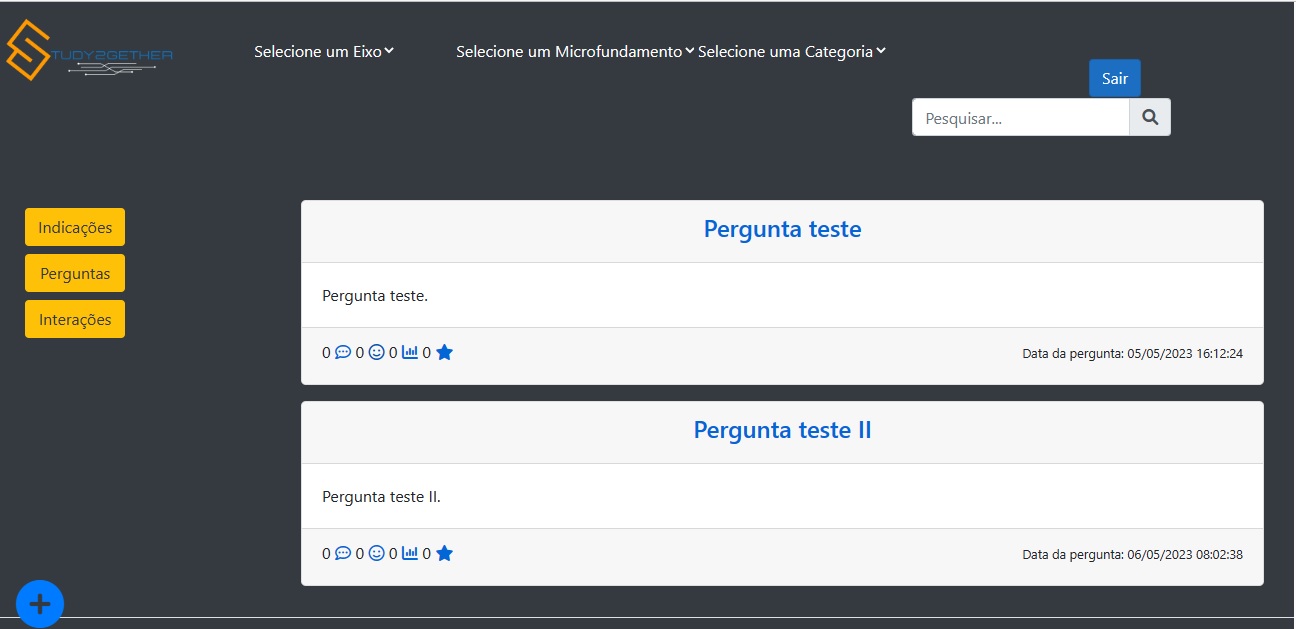 STUDY2GETHER
Selecione um Eixo
Selecione um Microfundamento
Selecione uma Categoria
Sair
Pesquisar...
Indicações
Perguntas
Interações
Pergunta teste
Pergunta teste.
0 0 0 0
Data da pergunta: 05/05/2023 16:12:24
Pergunta teste II
Pergunta teste II.
0 0 0 0
Data da pergunta: 06/05/2023 08:02:38